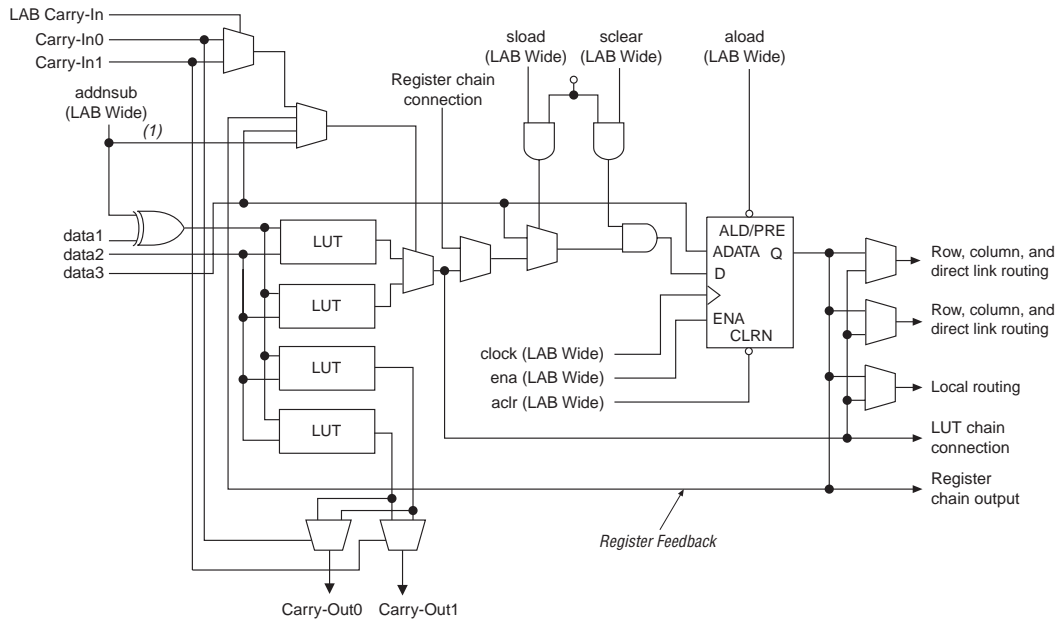 LAB Carry-In
Carry-In0
Carry-In1
addnsub
(LAB Wide)
(1)
Register chain
connection
sload
(LAB Wide)
sclear
(LAB Wide)
aload
(LAB Wide)
data1
data2
data3
LUT
LUT
LUT
LUT
ALD/PRE
ADATA
Q
D
ENA
CLRN
clock (LAB Wide)
ena (LAB Wide)
aclr (LAB Wide)
Row, column, and
direct link routing
Row, column, and
direct link routing
Local routing
LUT chain
connection
Register
chain output
Register Feedback
Carry-Out0
Carry-Out1